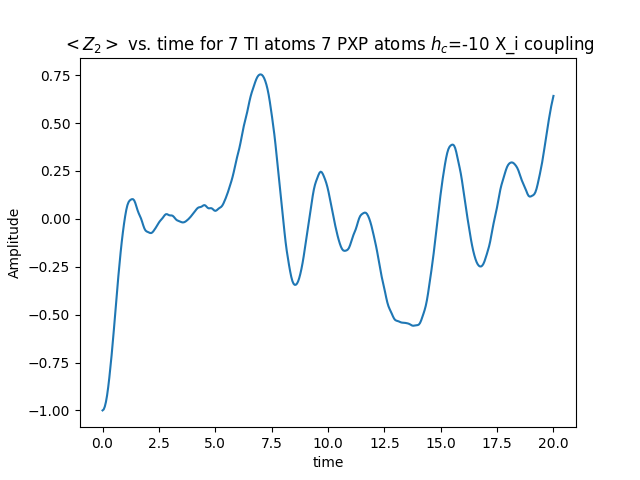 < Z₂ > vs. time for 7 TI atoms 7 PXP atoms h_c=-10 X_i coupling
0.75
0.50
0.25
0.00
−0.25
−0.50
−0.75
−1.00
Amplitude
0.0 2.5 5.0 7.5 10.0 12.5 15.0 17.5 20.0
time